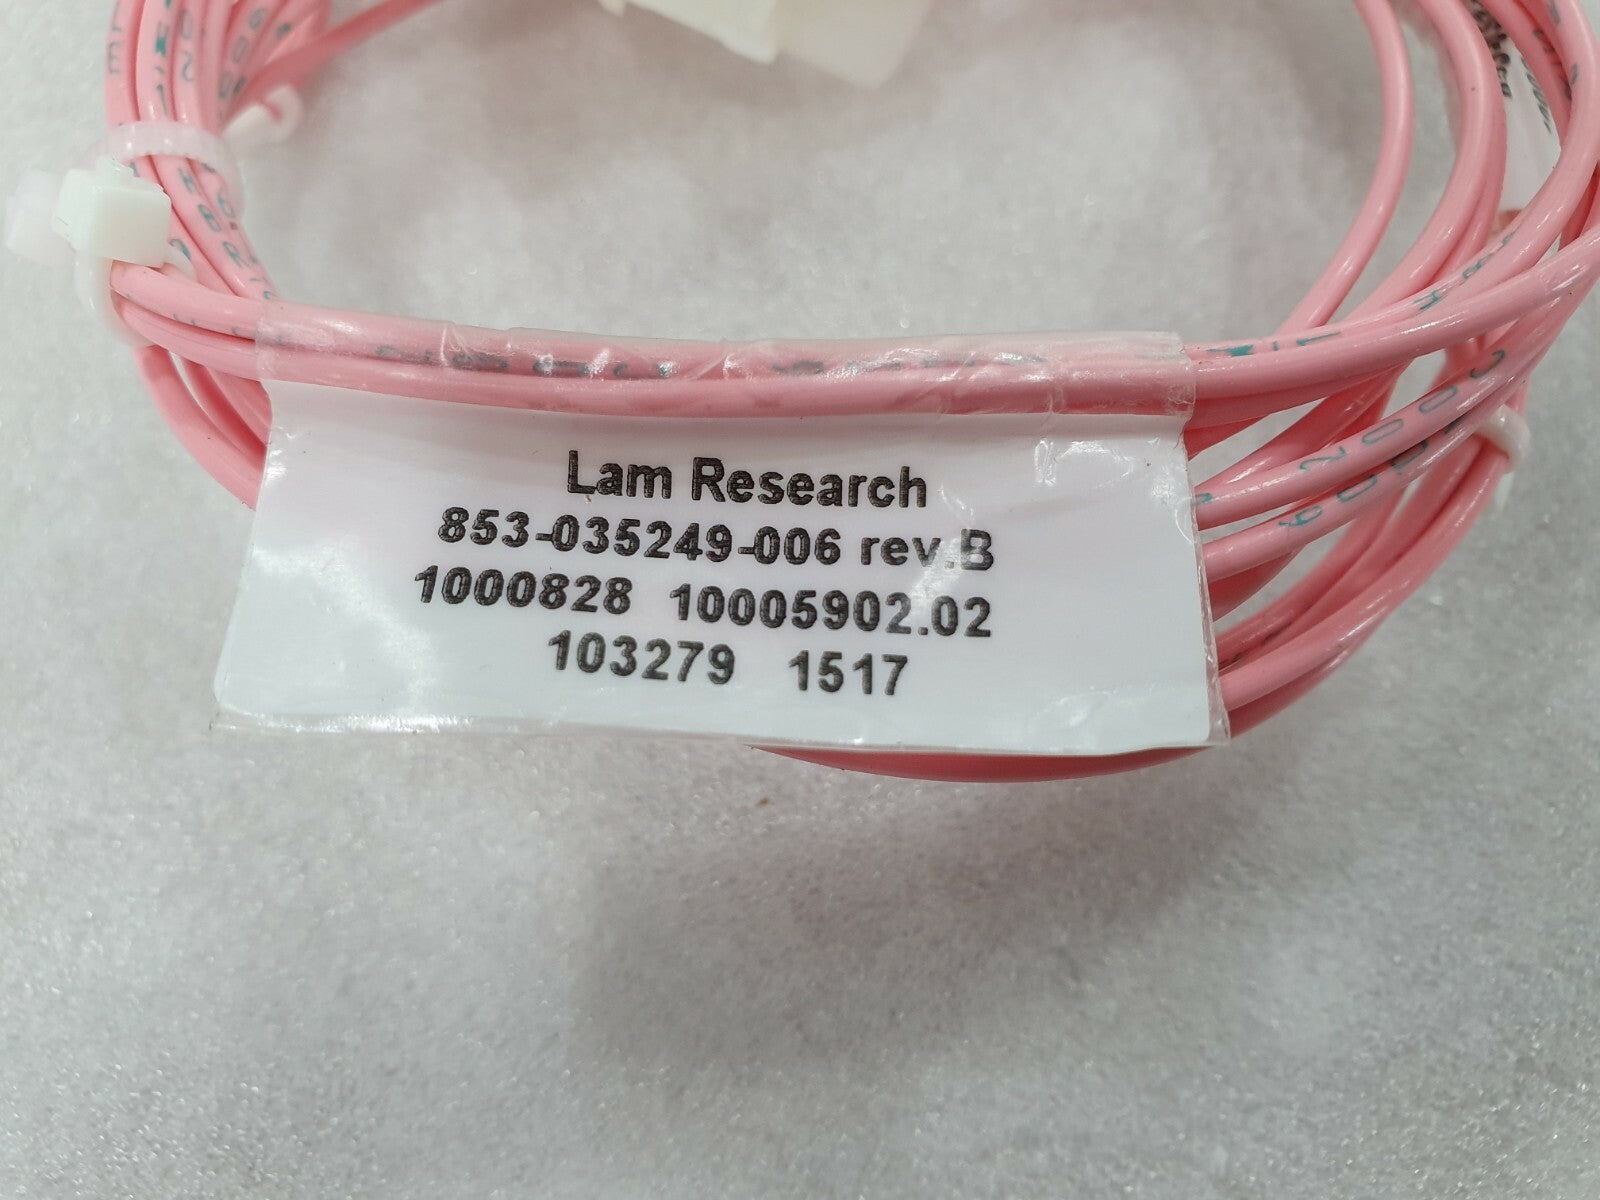 Lam Research
853-035249-006 rev.B
1000828 10005902.02
103279 1517